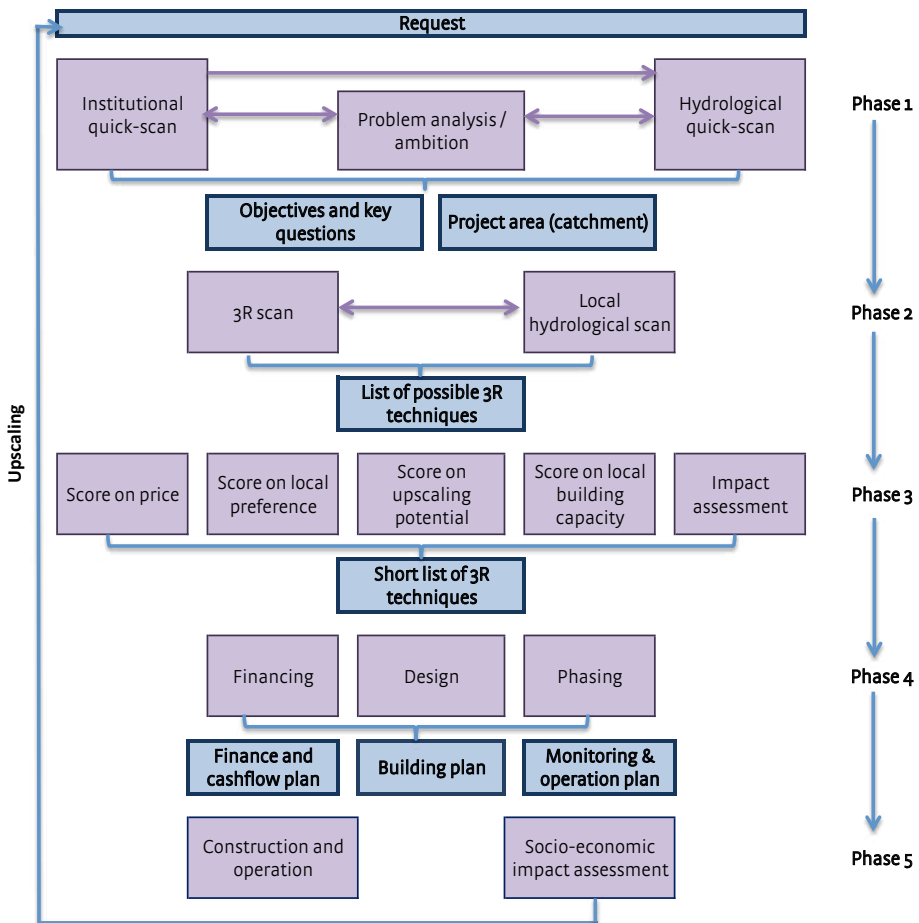 Request
Institutional
quick-scan
Problem analysis /
ambition
Hydrological
quick-scan
Phase 1
Objectives and key
questions
Project area (catchment)
3R scan
Local
hydrological scan
Phase 2
List of possible 3R
techniques
Upscaling
Score on price
Score on local
preference
Score on
upscaling
potential
Score on local
building
capacity
Impact
assessment
Phase 3
Short list of 3R
techniques
Financing
Design
Phasing
Phase 4
Finance and
cashflow plan
Building plan
Monitoring &
operation plan
Construction and
operation
Socio-economic
impact assessment
Phase 5